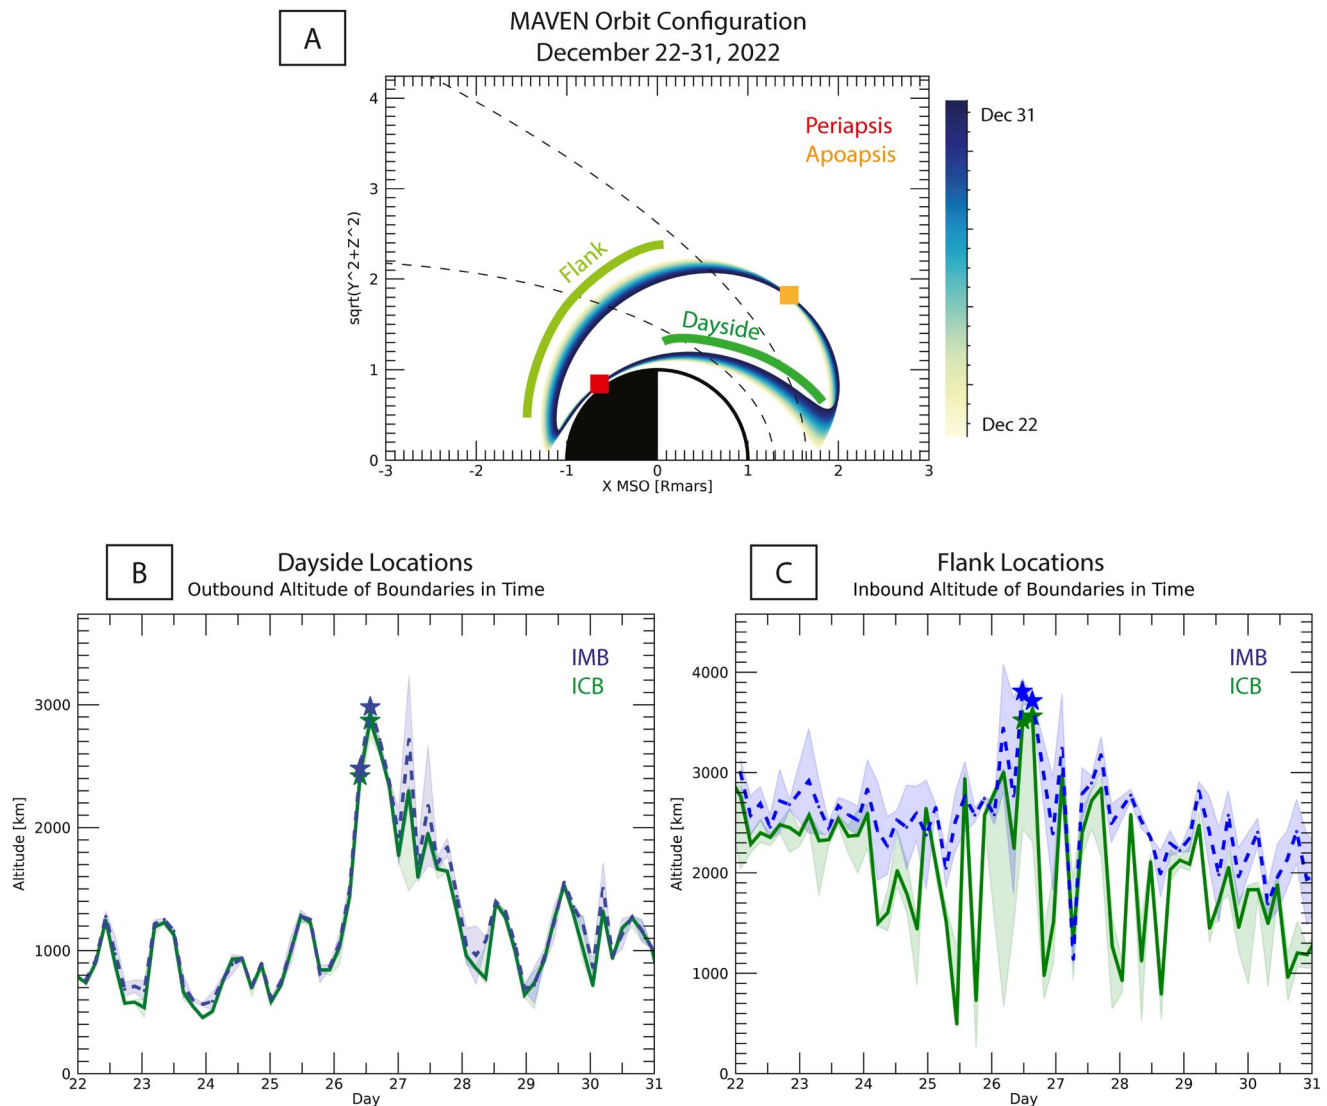 A
MAVEN Orbit Configuration
December 22-31, 2022
Periapsis
Apoapsis
Flank
Dayside
sqrt(Y^2+Z^2)
4
3
2
1
0
-3 -2 -1 0 1 2 3
X MSO [Rmars]
Dec 31
Dec 22
B
Dayside Locations
Outbound Altitude of Boundaries in Time
IMB
ICB
Altitude [km]
3000
2000
1000
0
22 23 24 25 26 27 28 29 30 31
Day
C
Flank Locations
Inbound Altitude of Boundaries in Time
IMB
ICB
Altitude [km]
4000
3000
2000
1000
0
22 23 24 25 26 27 28 29 30 31
Day